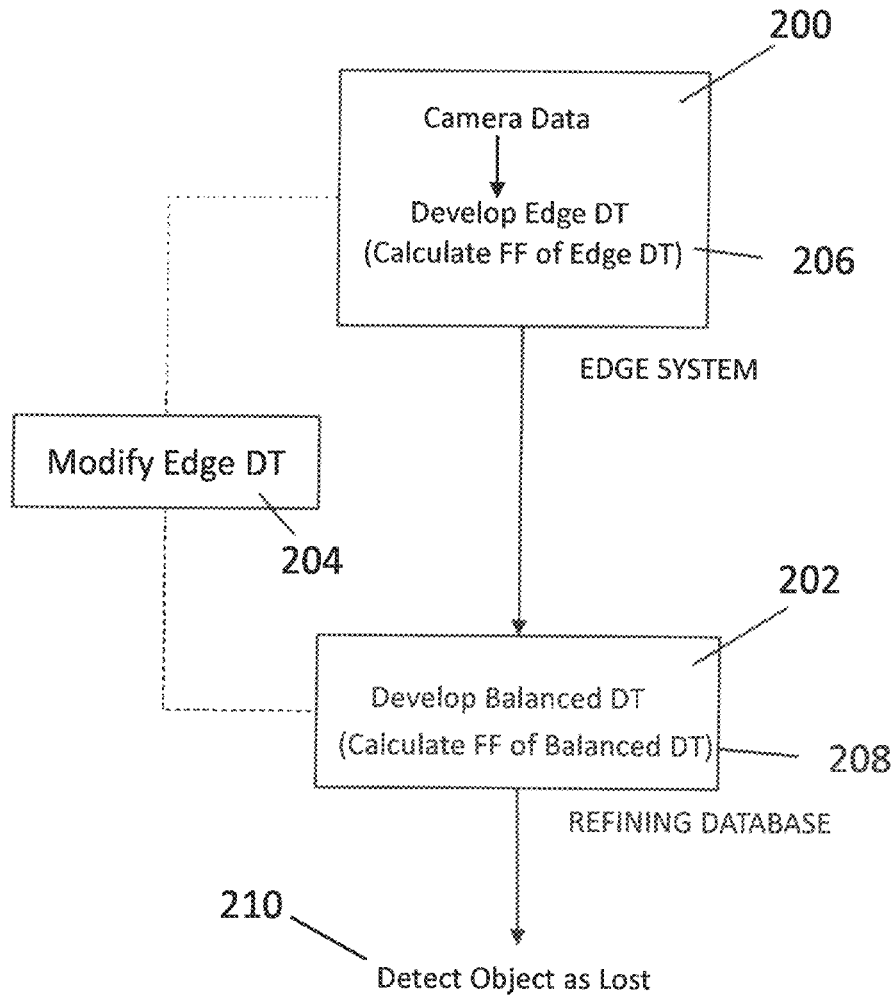 200
Camera Data
Develop Edge DT
(Calculate FF of Edge DT)
206
EDGE SYSTEM
Modify Edge DT
204
202
Develop Balanced DT
(Calculate FF of Balanced DT)
208
REFINING DATABASE
210
Detect Object as Lost